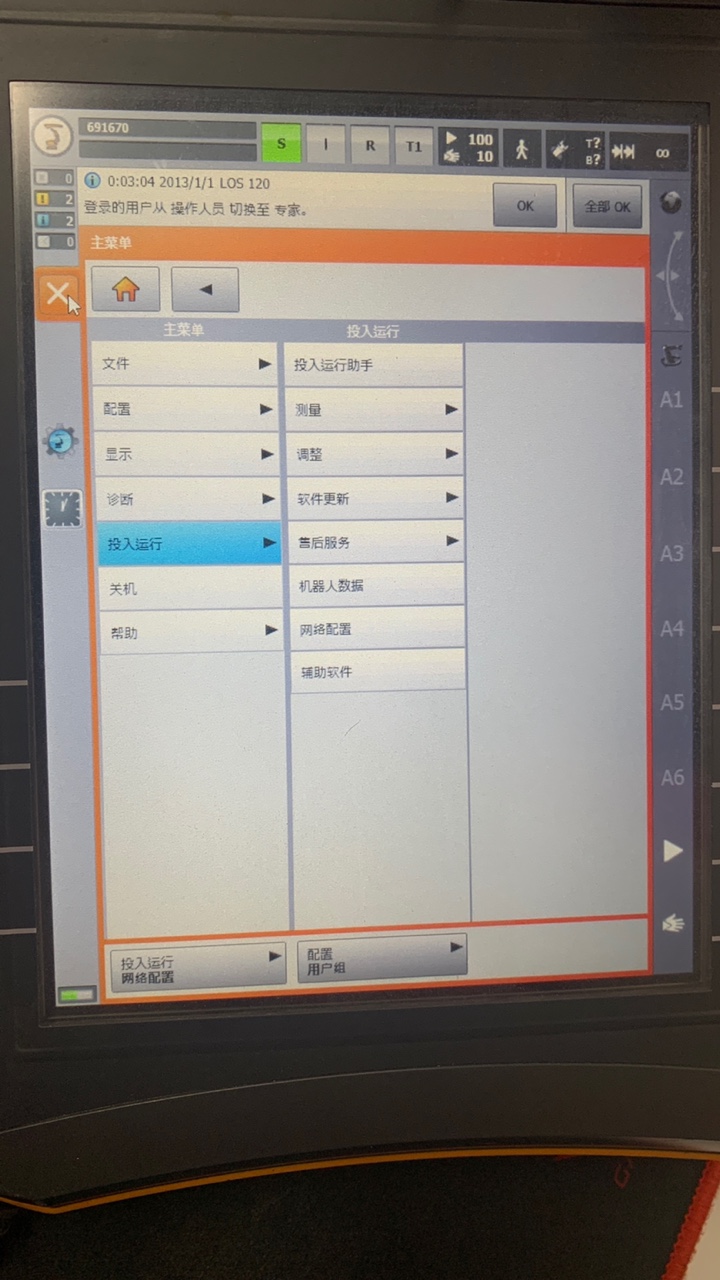 691670
S I R T1 100 10 T? B? ∞
0
2
2
0
0:03:04 2013/1/1 LOS 120
登录的用户从 操作人员 切换至 专家。
OK 全部 OK
主菜单
主菜单 投入运行
文件 投入运行助手
配置 测量
显示 调整
诊断 软件更新
投入运行 售后服务
关机 机器人数据
帮助 网络配置
辅助软件
A1
A2
A3
A4
A5
A6
投入运行 配置
网络配置 用户组